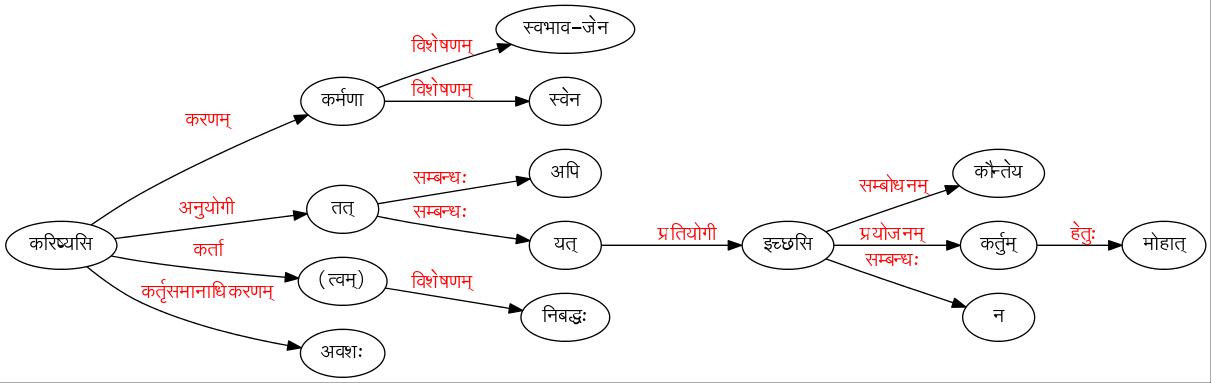 स्वभाव-जेन
विशेषणम्
विशेषणम्
कर्मणा
स्वेन
करणम्
अपि
कौन्तेय
सम्बन्धः
सम्बोधनम्
अनुयोगी
तत्
सम्बन्धः
करिष्यसि
यत्
प्रतियोगी
इच्छसि
प्रयोजनम्
कर्तुम्
हेतुः
मोहात्
कर्ता
सम्बन्धः
(त्वम्)
विशेषणम्
कर्तृसमानाधिकरणम्
निबद्धः
न
अवशः